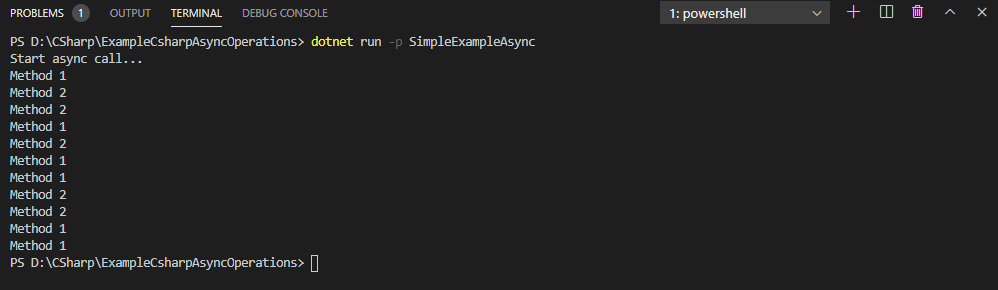 PROBLEMS 1 OUTPUT TERMINAL DEBUG CONSOLE 1: powershell
PS D:\CSharp\ExampleCsharpAsyncOperations> dotnet run -p SimpleExampleAsync
Start async call...
Method 1
Method 2
Method 2
Method 1
Method 2
Method 1
Method 1
Method 2
Method 2
Method 1
Method 1
PS D:\CSharp\ExampleCsharpAsyncOperations>